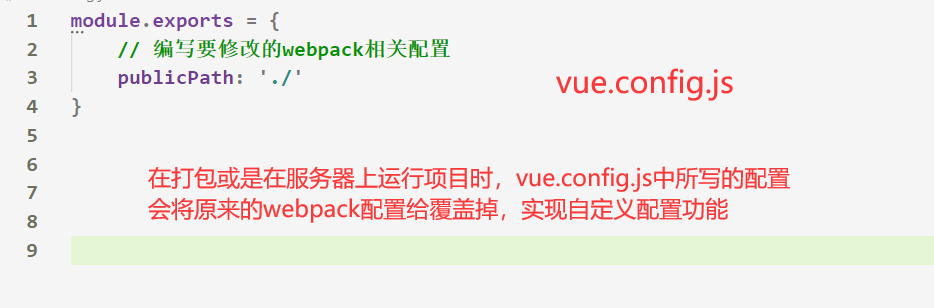 1 module.exports = {
2 // 编写要修改的webpack相关配置
3 publicPath: './'
vue.config.js
4 }
5
6
在打包或是在服务器上运行项目时，vue.config.js中所写的配置
7
会将原来的webpack配置给覆盖掉，实现自定义配置功能
8
9